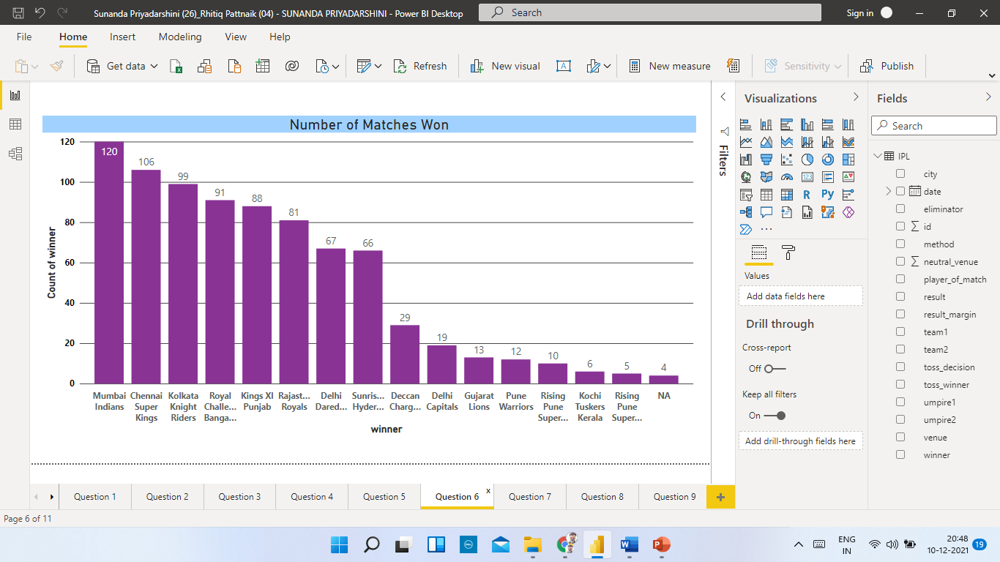 Sunanda Priyadarshini (26)_Rhitiq Pattnaik (04) - SUNANDA PRIYADARSHINI - Power BI Desktop
Search
Sign in
File
Home
Insert
Modeling
View
Help
Get data
Refresh
New visual
New measure
Sensitivity
Publish
Number of Matches Won
Count of winner
120
100
80
60
40
20
0
120
106
99
91
88
81
67
66
29
19
13
12
10
6
5
4
Mumbai
Indians
Chennai
Super
Kings
Kolkata
Knight
Riders
Royal
Challe...
Banga...
Kings XI
Punjab
Rajast...
Royals
Delhi
Dared...
Sunris...
Hyder...
Deccan
Charg...
Delhi
Capitals
Gujarat
Lions
Pune
Warriors
Rising
Pune
Super...
Kochi
Tuskers
Kerala
Rising
Pune
Super...
NA
winner
Filters
Visualizations
123
R
Py
Values
Add data fields here
Drill through
Cross-report
Off
Keep all filters
On
Add drill-through fields here
Fields
Search
IPL
city
date
eliminator
id
method
neutral_venue
player_of_match
result
result_margin
team1
team2
toss_decision
toss_winner
umpire1
umpire2
venue
winner
Question 1
Question 2
Question 3
Question 4
Question 5
Question 6
x
Question 7
Question 8
Question 9
+
Page 6 of 11
ENG
IN
20:48
10-12-2021
19